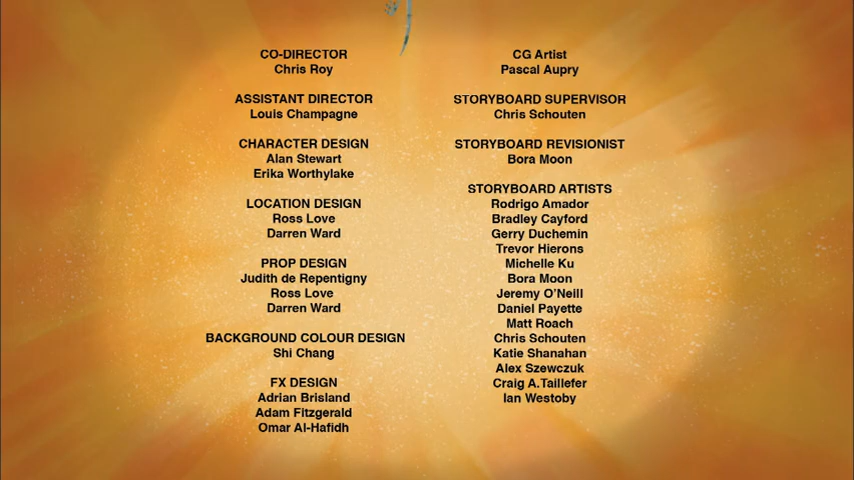 CO-DIRECTOR
Chris Roy
ASSISTANT DIRECTOR
Louis Champagne
CHARACTER DESIGN
Alan Stewart
Erika Worthylake
LOCATION DESIGN
Ross Love
Darren Ward
PROP DESIGN
Judith de Repentigny
Ross Love
Darren Ward
BACKGROUND COLOUR DESIGN
Shi Chang
FX DESIGN
Adrian Brisland
Adam Fitzgerald
Omar Al-Hafidh
CG Artist
Pascal Aupry
STORYBOARD SUPERVISOR
Chris Schouten
STORYBOARD REVISIONIST
Bora Moon
STORYBOARD ARTISTS
Rodrigo Amador
Bradley Cayford
Gerry Duchemin
Trevor Hierons
Michelle Ku
Bora Moon
Jeremy O'Neill
Daniel Payette
Matt Roach
Chris Schouten
Katie Shanahan
Alex Szewczuk
Craig A.Taillefer
Ian Westoby